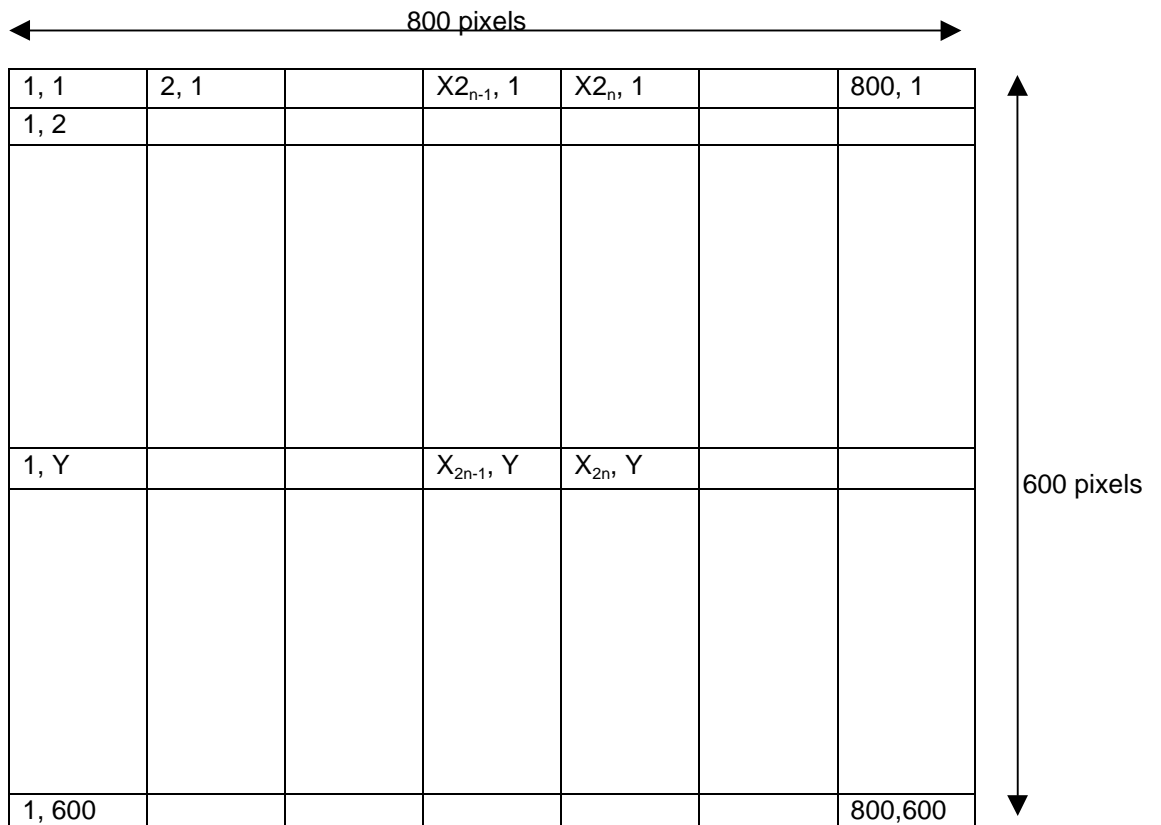 800 pixels
1, 1 2, 1 X2ₙ₋₁, 1 X2ₙ, 1 800, 1
1, 2
1, Y X₂ₙ₋₁, Y X₂ₙ, Y
600 pixels
1, 600 800,600